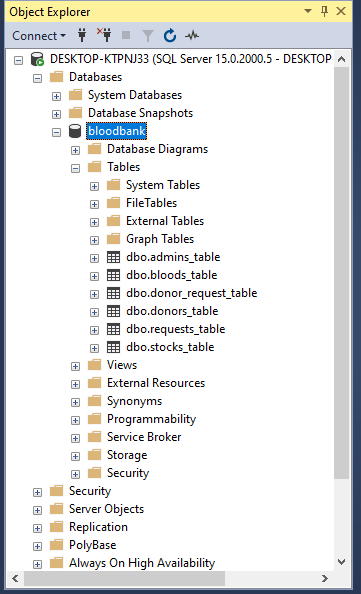 Object Explorer
Connect
DESKTOP-KTPNJ33 (SQL Server 15.0.2000.5 - DESKTOP
Databases
System Databases
Database Snapshots
bloodbank
Database Diagrams
Tables
System Tables
FileTables
External Tables
Graph Tables
dbo.admins_table
dbo.bloods_table
dbo.donor_request_table
dbo.donors_table
dbo.requests_table
dbo.stocks_table
Views
External Resources
Synonyms
Programmability
Service Broker
Storage
Security
Security
Server Objects
Replication
PolyBase
Always On High Availability